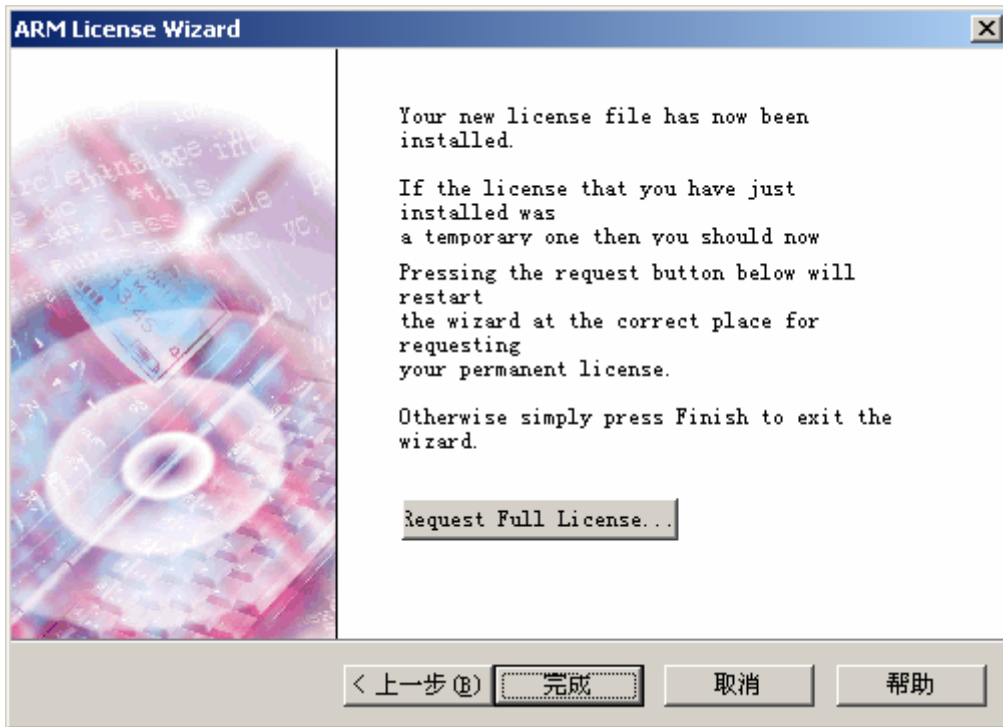 ARM License Wizard
Your new license file has now been
installed.
If the license that you have just
installed was
a temporary one then you should now
Pressing the request button below will
restart
the wizard at the correct place for
requesting
your permanent license.
Otherwise simply press Finish to exit the
wizard.
Request Full License...
< 上一步(B)
完成
取消
帮助